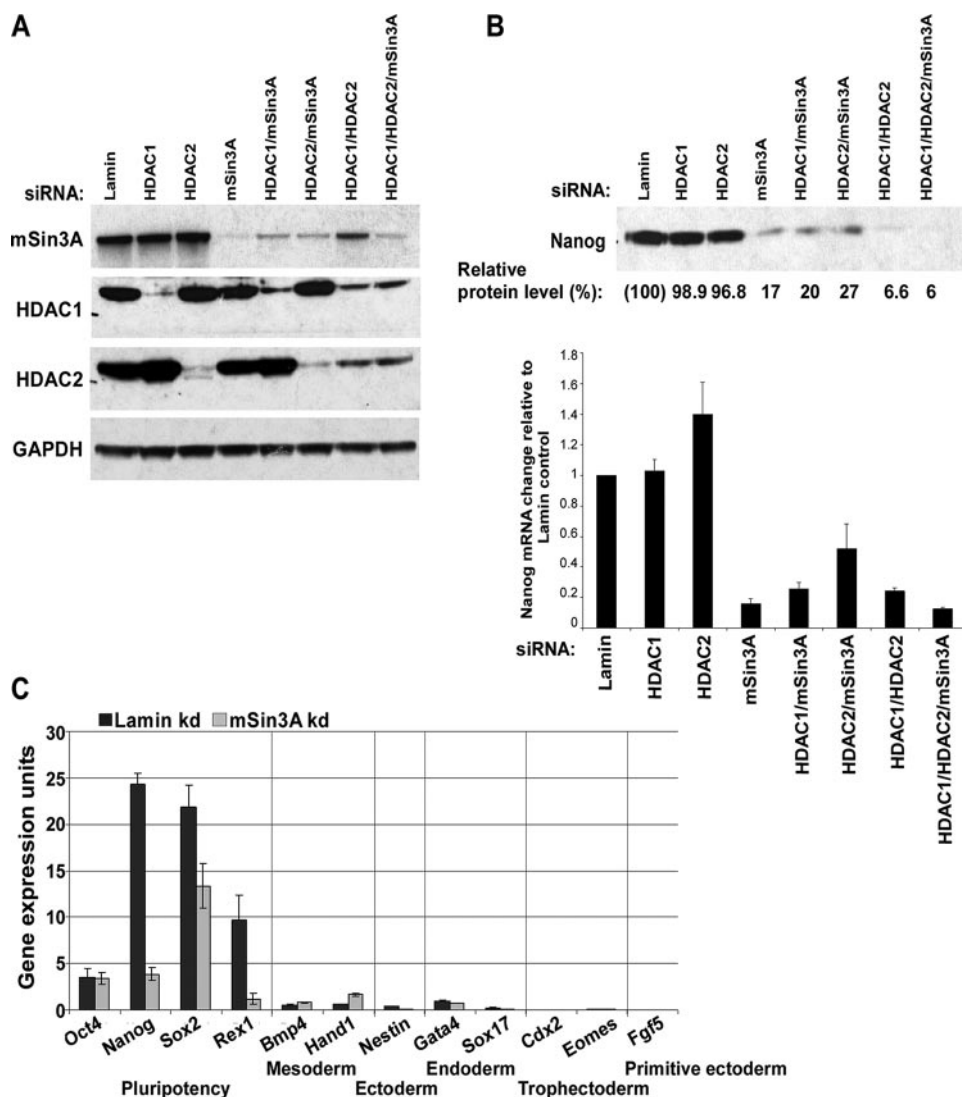 A
siRNA:
Lamin
HDAC1
HDAC2
mSin3A
HDAC1/mSin3A
HDAC2/mSin3A
HDAC1/HDAC2
HDAC1/HDAC2/mSin3A
mSin3A
HDAC1
HDAC2
GAPDH
B
siRNA:
Lamin
HDAC1
HDAC2
mSin3A
HDAC1/mSin3A
HDAC2/mSin3A
HDAC1/HDAC2
HDAC1/HDAC2/mSin3A
Nanog
Relative
protein level (%): (100) 98.9 96.8 17 20 27 6.6 6
Nanog mRNA change relative to
Lamin control
1.8
1.6
1.4
1.2
1
0.8
0.6
0.4
0.2
0
siRNA:
Lamin
HDAC1
HDAC2
mSin3A
HDAC1/mSin3A
HDAC2/mSin3A
HDAC1/HDAC2
HDAC1/HDAC2/mSin3A
C
Lamin kd mSin3A kd
Gene expression units
30
25
20
15
10
5
0
Oct4
Nanog
Sox2
Rex1
Bmp4
Hand1
Nestin
Gata4
Sox17
Cdx2
Eomes
Fgf5
Pluripotency
Mesoderm
Ectoderm
Endoderm
Trophectoderm
Primitive ectoderm